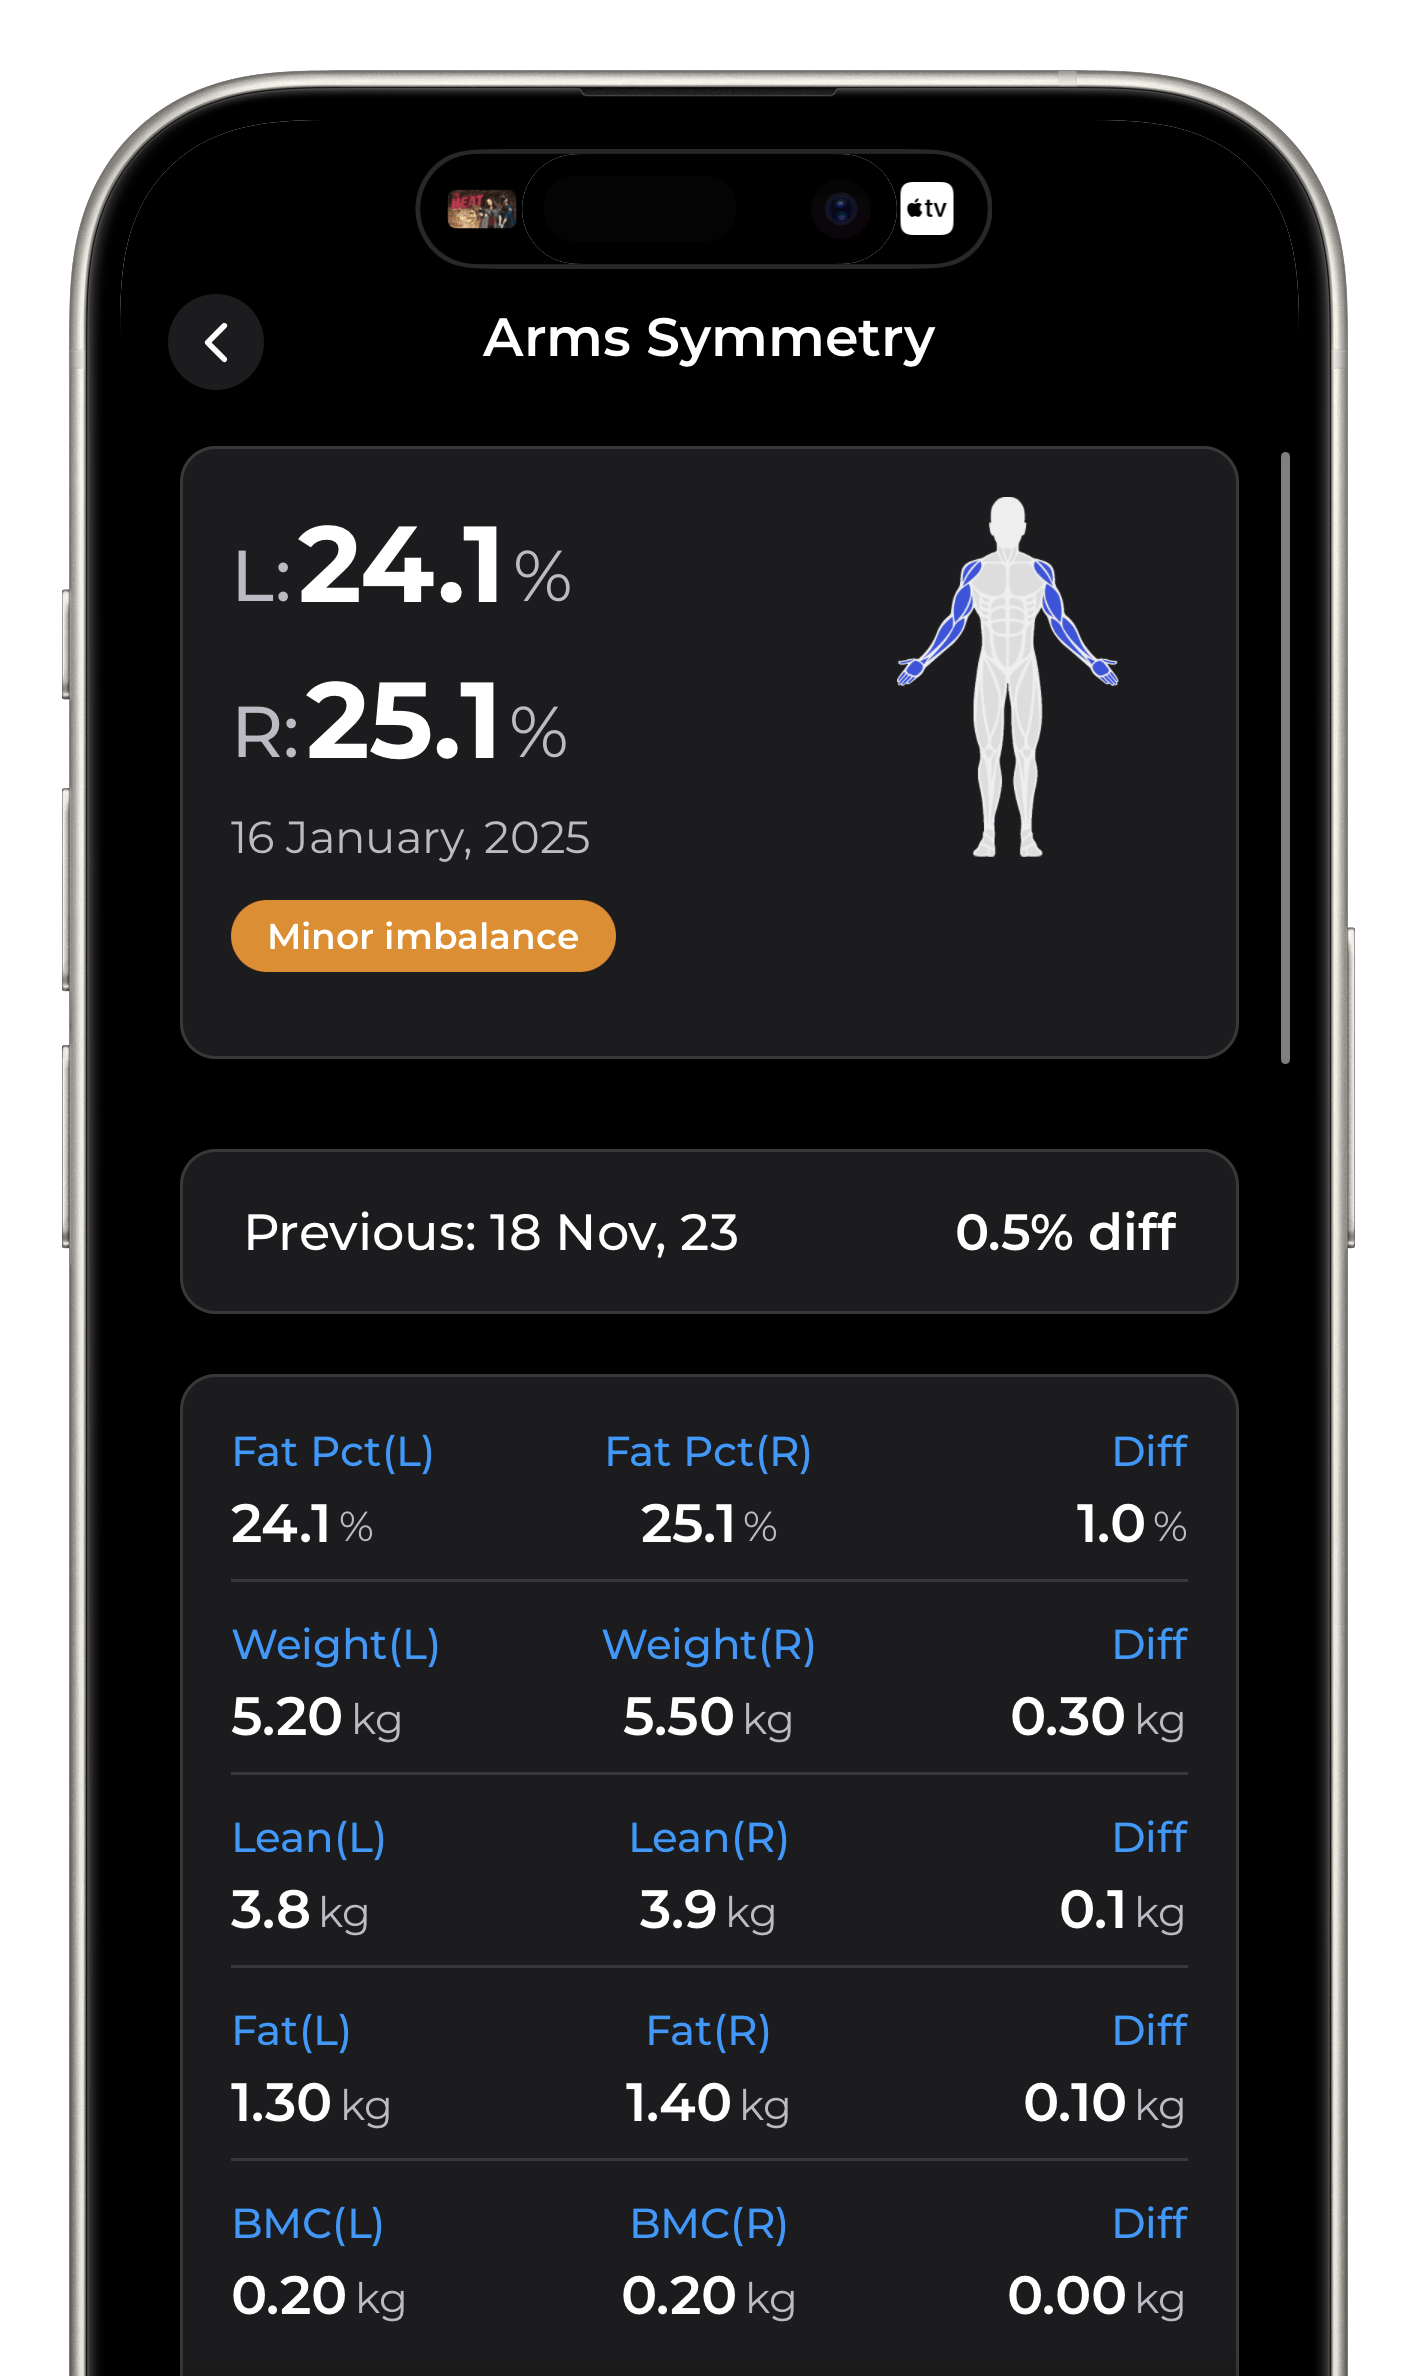 MEAT
tv
Arms Symmetry
L: 24.1 %
R: 25.1 %
16 January, 2025
Minor imbalance
Previous: 18 Nov, 23 0.5% diff
Fat Pct(L) Fat Pct(R) Diff
24.1 % 25.1 % 1.0 %
Weight(L) Weight(R) Diff
5.20 kg 5.50 kg 0.30 kg
Lean(L) Lean(R) Diff
3.8 kg 3.9 kg 0.1 kg
Fat(L) Fat(R) Diff
1.30 kg 1.40 kg 0.10 kg
BMC(L) BMC(R) Diff
0.20 kg 0.20 kg 0.00 kg